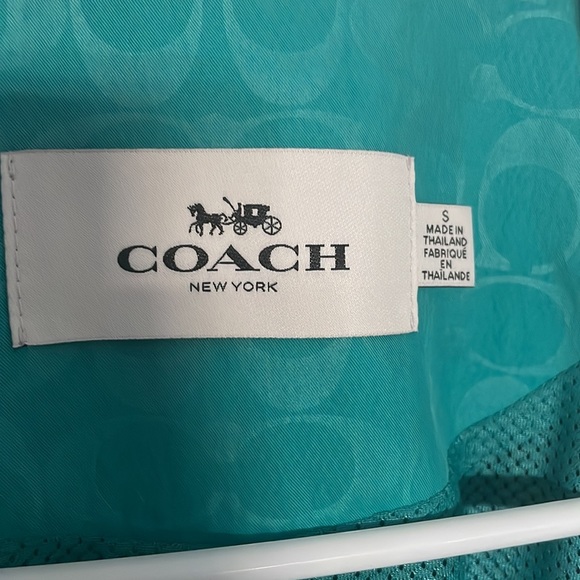 COACH
NEW YORK
S
MADE IN
THAILAND
FABRIQUÉ
EN
THAÏLANDE